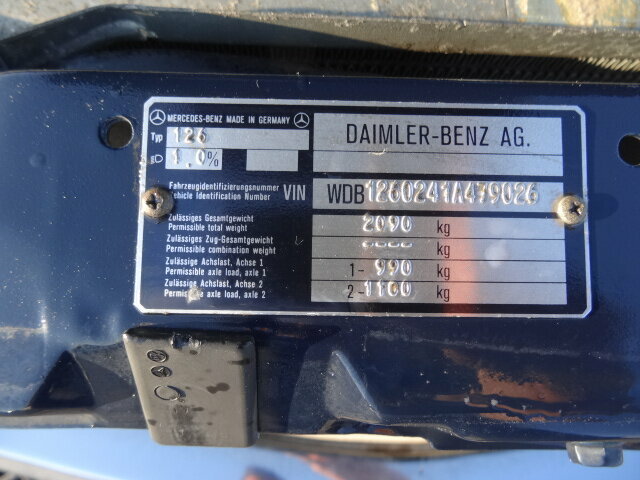 MERCEDES-BENZ MADE IN GERMANY
Typ 126
1.0%
DAIMLER-BENZ AG.
Fahrzeugidentifizierungsnummer
Vehicle Identification Number
VIN WDB1260241A479026
Zulässiges Gesamtgewicht
Permissible total weight
2090 kg
Zulässiges Zug-Gesamtgewicht
Permissible combination weight
---- kg
Zulässige Achslast, Achse 1
Permissible axle load, axle 1
1- 990 kg
Zulässige Achslast, Achse 2
Permissible axle load, axle 2
2- 1100 kg